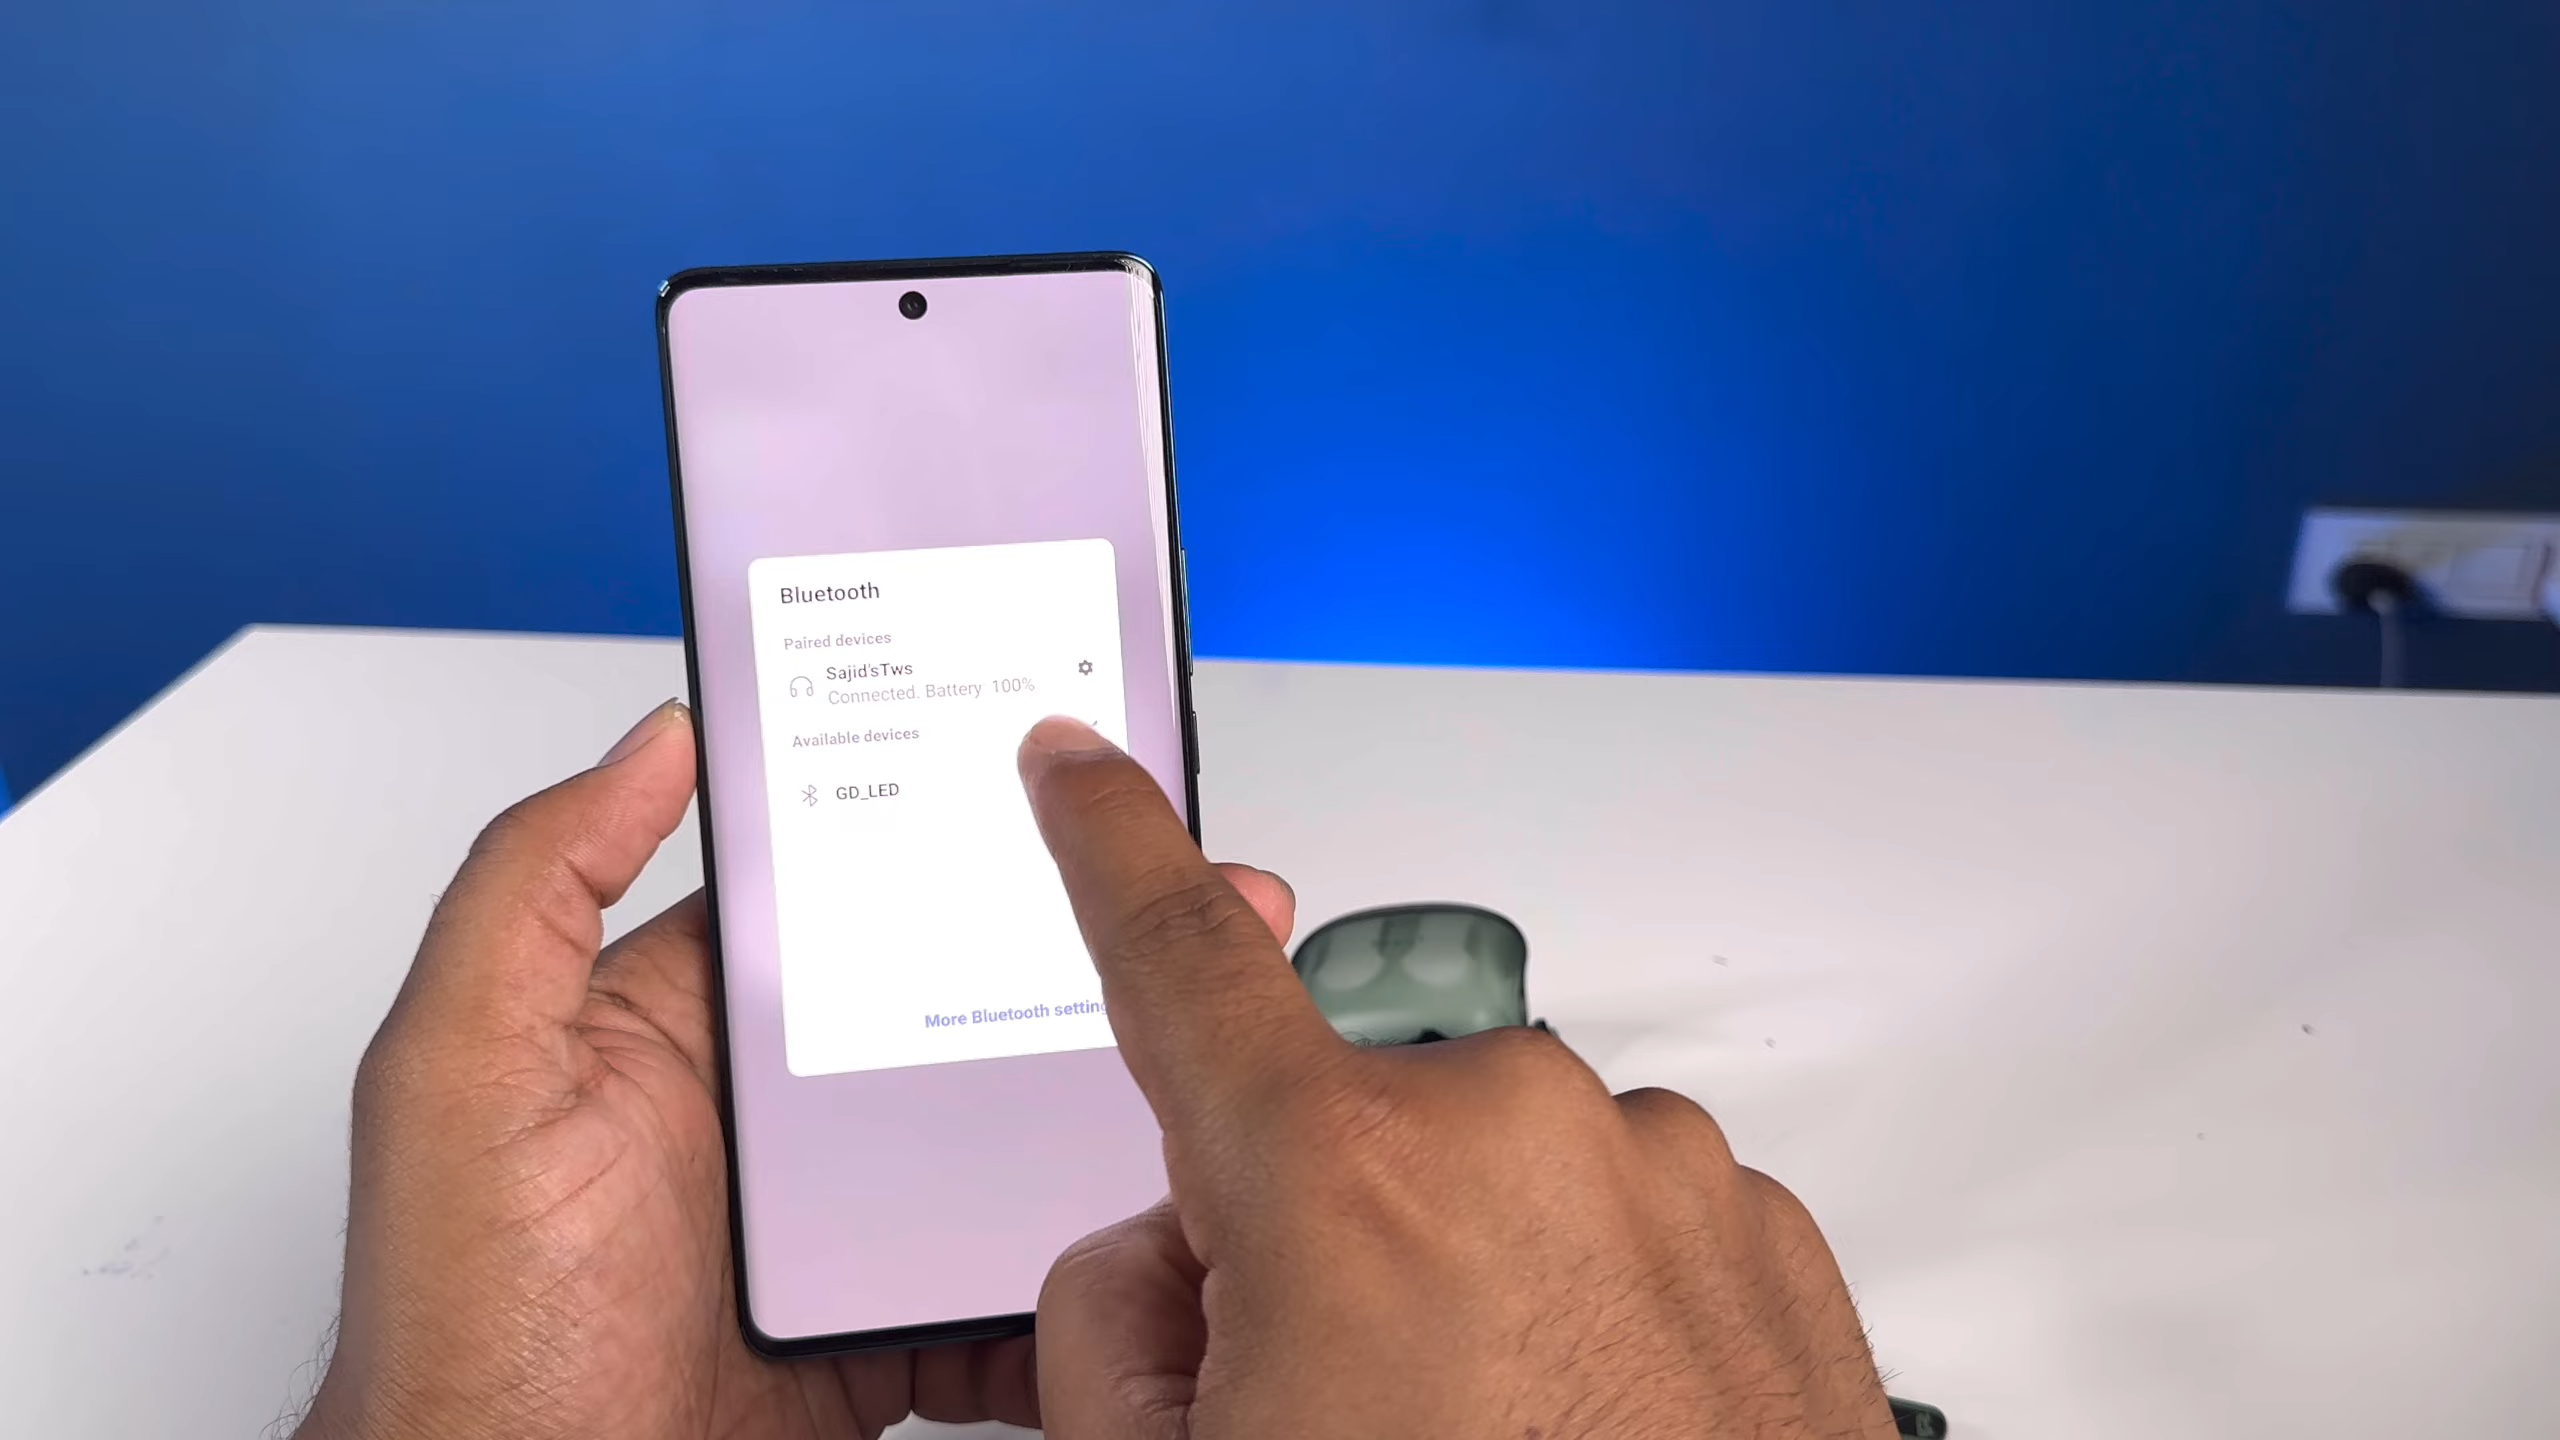 Bluetooth
Paired devices
Sajid'sTws
Connected. Battery 100%
Available devices
GD_LED
More Bluetooth setting